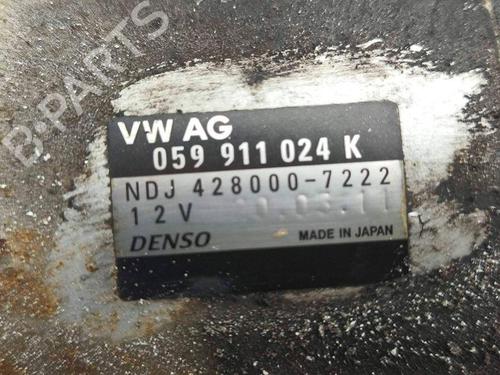 B-PARTS
VW AG
059 911 024 K
NDJ 428000-7222
12V
DENSO MADE IN JAPAN